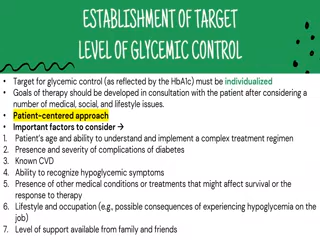 ESTABLISHMENT OF TARGET
LEVEL OF GLYCEMIC CONTROL
• Target for glycemic control (as reflected by the HbA1c) must be individualized
• Goals of therapy should be developed in consultation with the patient after considering a
number of medical, social, and lifestyle issues.
• Patient-centered approach
• Important factors to consider →
1. Patient's age and ability to understand and implement a complex treatment regimen
2. Presence and severity of complications of diabetes
3. Known CVD
4. Ability to recognize hypoglycemic symptoms
5. Presence of other medical conditions or treatments that might affect survival or the
response to therapy
6. Lifestyle and occupation (e.g., possible consequences of experiencing hypoglycemia on the
job)
7. Level of support available from family and friends